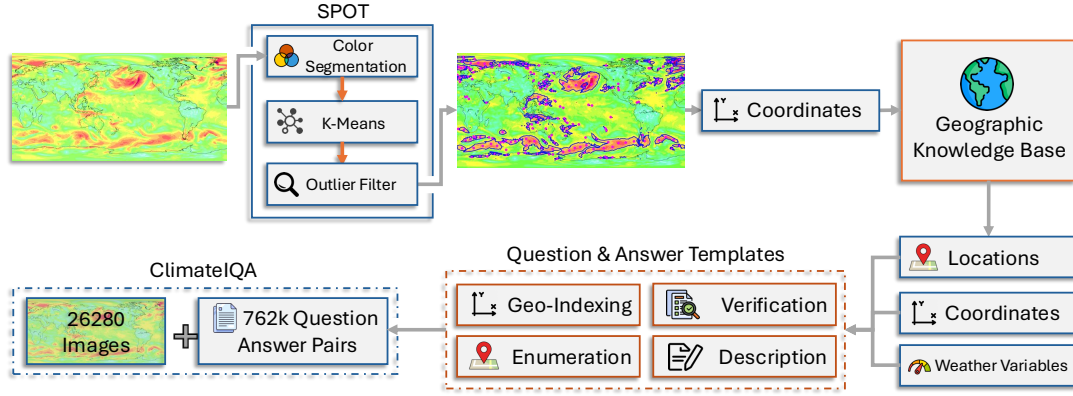 SPOT
Color
Segmentation
K-Means
Outlier Filter
Y
X
Coordinates
Geographic
Knowledge Base
Locations
Y
X
Coordinates
Weather Variables
Question & Answer Templates
Y
X
Geo-Indexing
Verification
Enumeration
Description
ClimateIQA
26280
Images
762k Question
Answer Pairs